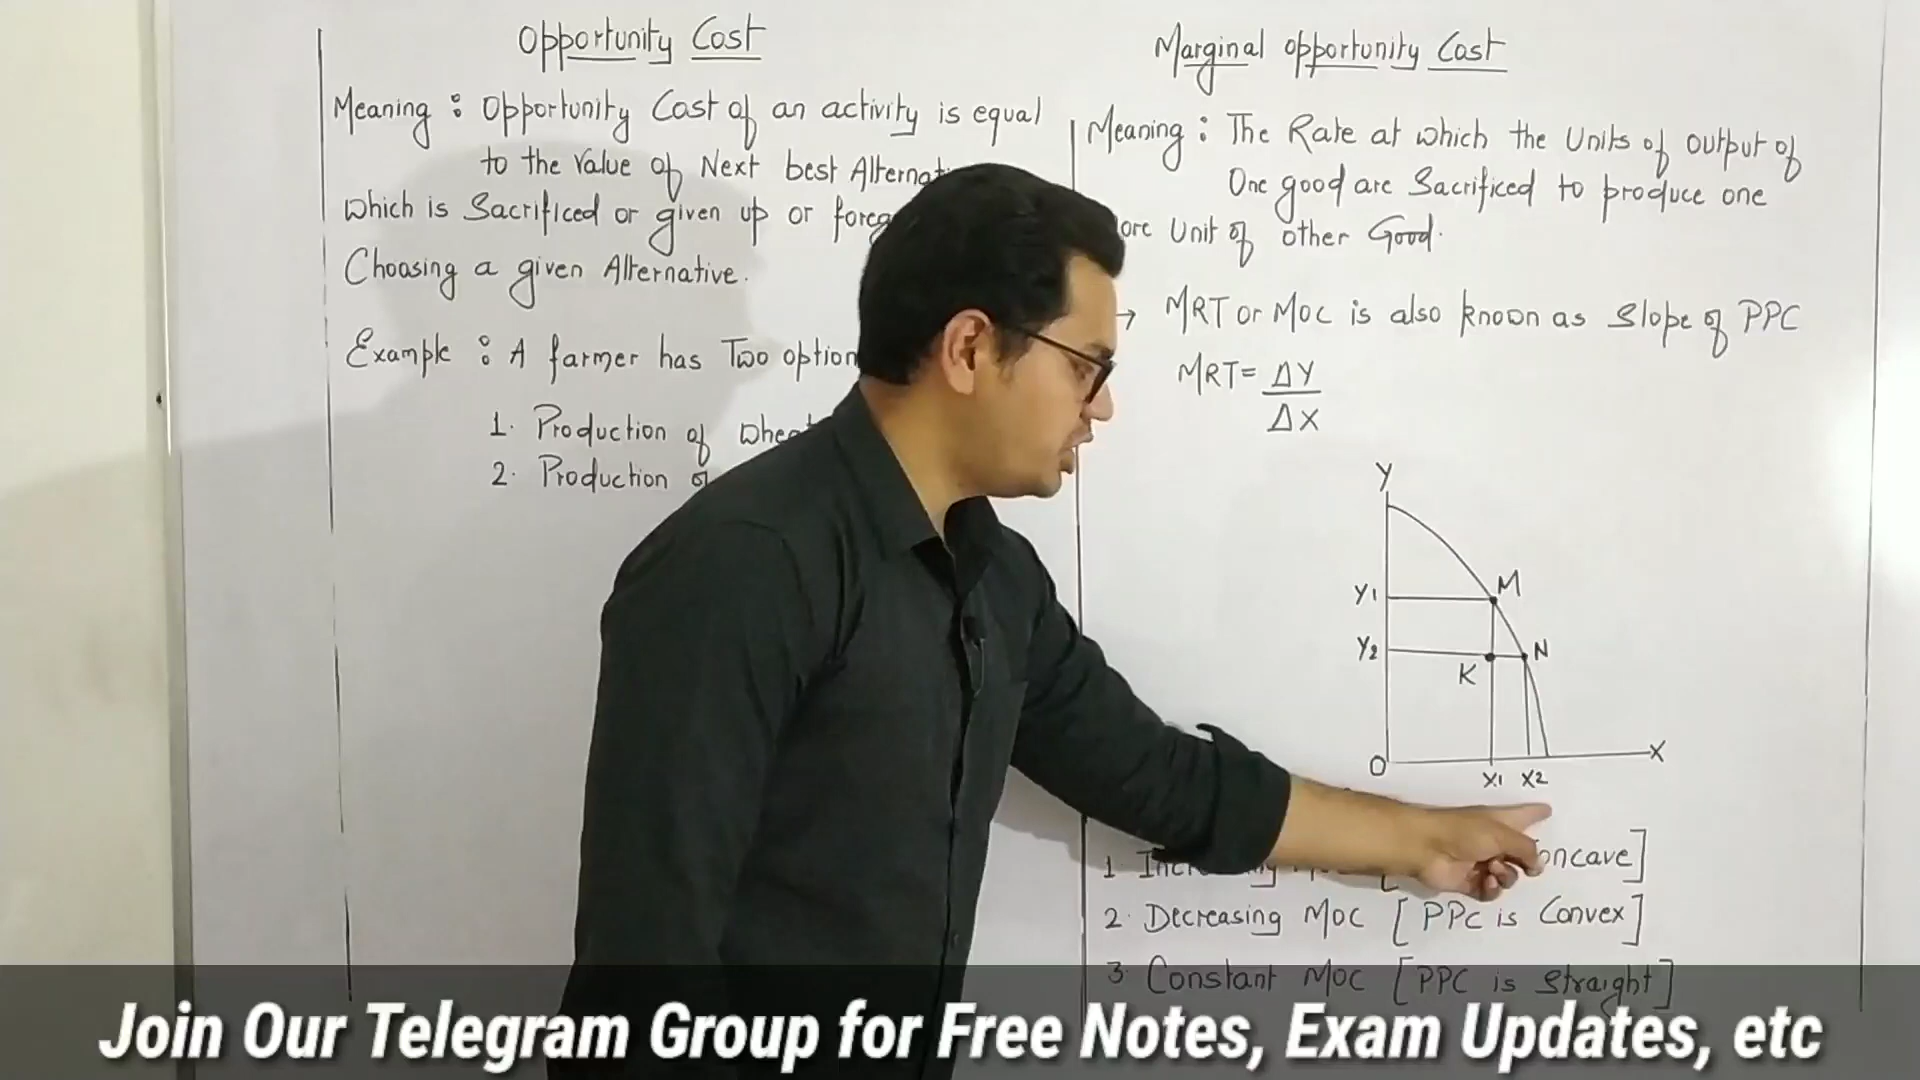 Opportunity Cost
Meaning : Opportunity Cost of an activity is equal
to the value of Next best
which is Sacrificed or given up or
Choosing a given Alternative.
Example : A farmer has Two
1. Production of
2. Production
Marginal opportunity Cost
Meaning : The Rate at which the Units of output of
One good are Sacrificed to produce one
Unit of other Good.
→ MRT or MOC is also known as Slope of PPC
MRT = ΔY
ΔX
Y
M
Y1
Y2
N
K
O
X
X1 X2
1.
2. Decreasing MOC [PPC is Convex]
3. Constant MOC [PPC is straight]
Join Our Telegram Group for Free Notes, Exam Updates, etc